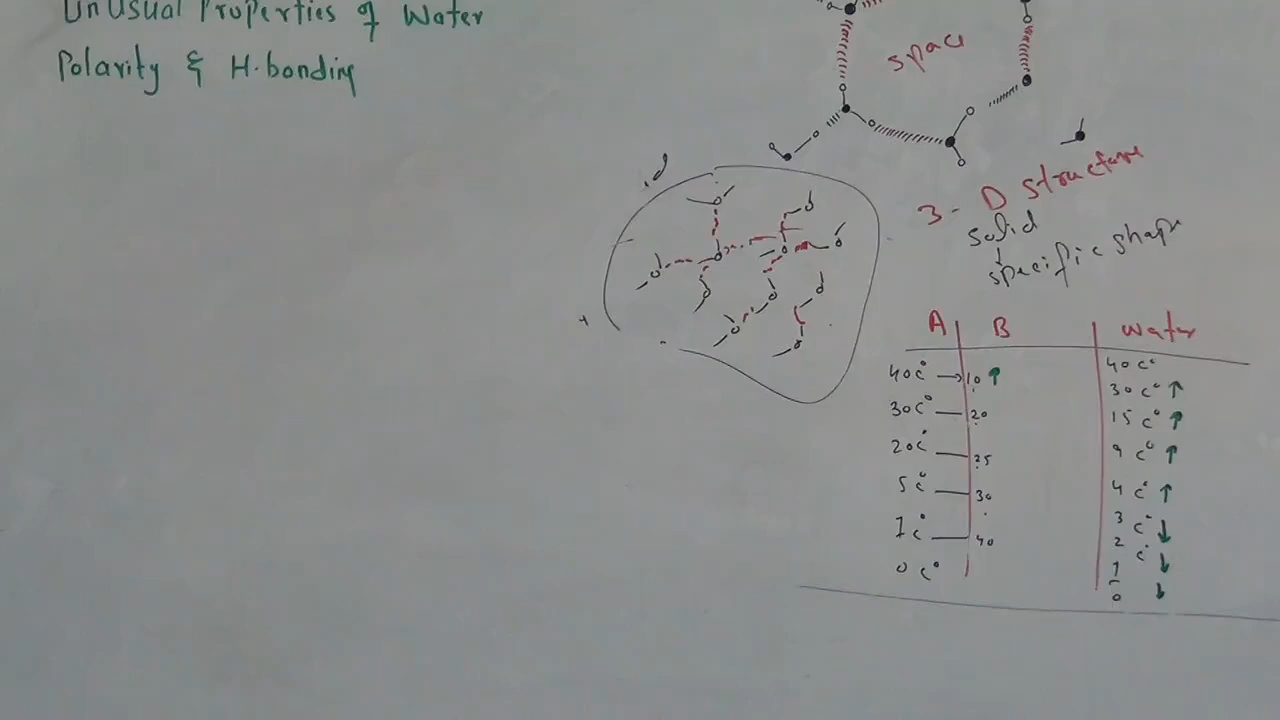 Unusual Properties of Water
Polarity & H-bonding
space
3-D structure
solid
specific shape
A B water
40c° → 10 ↑ 40c°
30c° 20 30c° ↑
20c° 25 15c° ↑
5c° 30 9c° ↑
1c° 40 4c° ↑
0c° 3c° ↓
2c° ↓
1 ↓
0